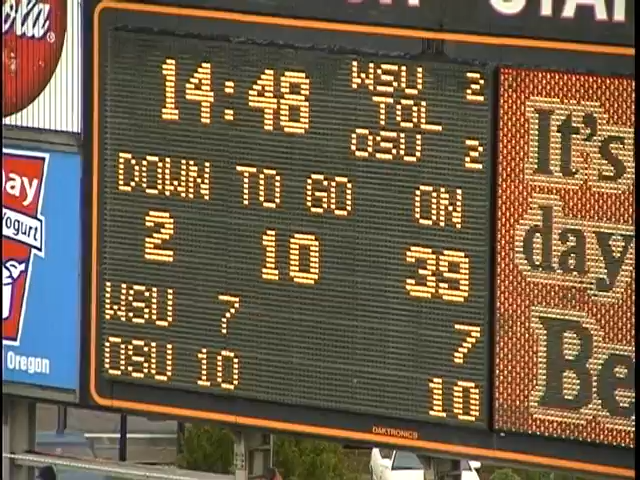 14:48 WSU 2
TOL
OSU 2
DOWN TO GO ON
2 10 39
WSU 7 7
OSU 10 10
It's
day
Be
Yogurt
Oregon
DAKTRONICS